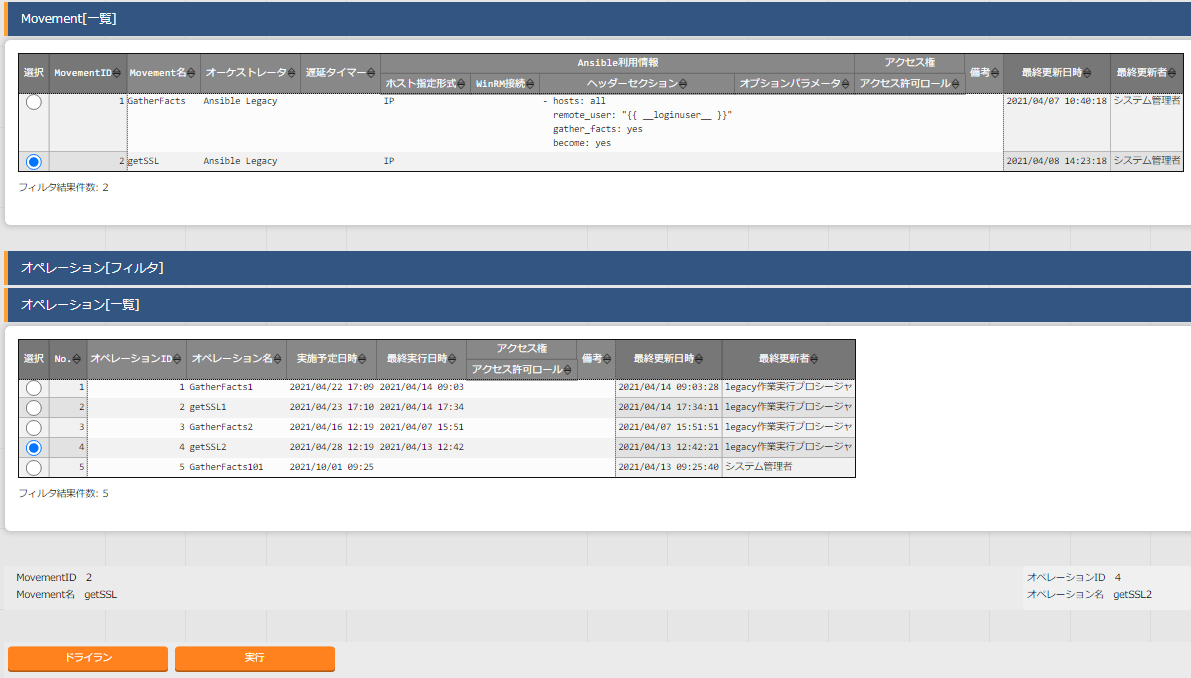 Movement[一覧]
選択 MovementID Movement名 オーケストレータ 遅延タイマー Ansible利用情報 アクセス権 備考 最終更新日時 最終更新者
ホスト指定形式 WinRM接続 ヘッダーセクション オプションパラメータ アクセス許可ロール
1 GatherFacts Ansible Legacy IP - hosts: all 2021/04/07 10:40:18 システム管理者
remote_user: "{{ __loginuser__ }}"
gather_facts: yes
become: yes
2 getSSL Ansible Legacy IP 2021/04/08 14:23:18 システム管理者
フィルタ結果件数: 2
オペレーション[フィルタ]
オペレーション[一覧]
選択 No. オペレーションID オペレーション名 実施予定日時 最終実行日時 アクセス権 備考 最終更新日時 最終更新者
アクセス許可ロール
1 1 GatherFacts1 2021/04/22 17:09 2021/04/14 09:03 2021/04/14 09:03:28 legacy作業実行プロシージャ
2 2 getSSL1 2021/04/23 17:10 2021/04/14 17:34 2021/04/14 17:34:11 legacy作業実行プロシージャ
3 3 GatherFacts2 2021/04/16 12:19 2021/04/07 15:51 2021/04/07 15:51:51 legacy作業実行プロシージャ
4 4 getSSL2 2021/04/28 12:19 2021/04/13 12:42 2021/04/13 12:42:21 legacy作業実行プロシージャ
5 5 GatherFacts101 2021/10/01 09:25 2021/04/13 09:25:40 システム管理者
フィルタ結果件数: 5
MovementID 2 オペレーションID 4
Movement名 getSSL オペレーション名 getSSL2
ドライラン 実行